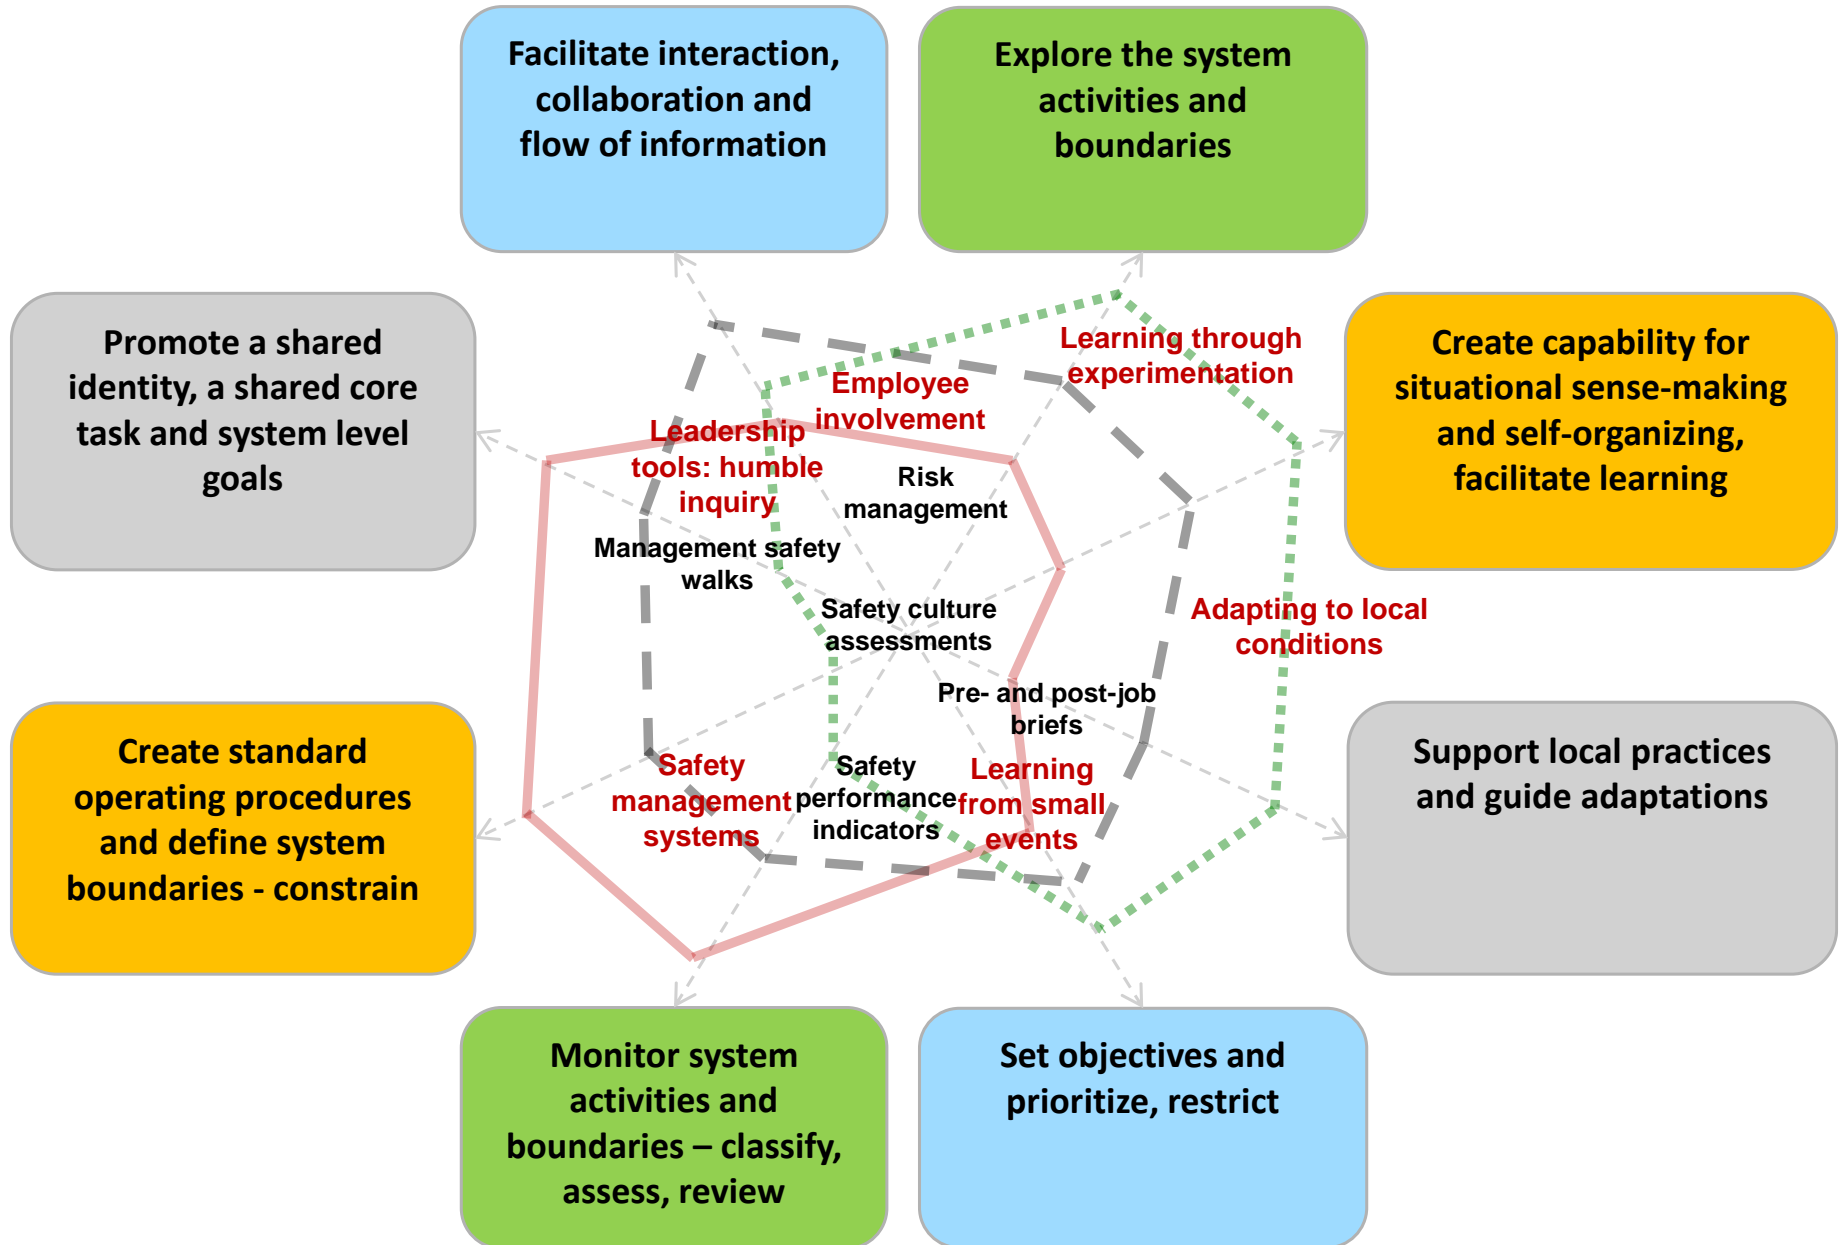 Facilitate interaction,
collaboration and
flow of information
Explore the system
activities and
boundaries
Promote a shared
identity, a shared core
task and system level
goals
Create capability for
situational sense-making
and self-organizing,
facilitate learning
Learning through
experimentation
Employee
involvement
Leadership
tools: humble
inquiry
Risk
management
Management safety
walks
Safety culture
assessments
Adapting to local
conditions
Pre- and post-job
briefs
Safety
management
systems
Safety
performance
indicators
Learning
from small
events
Create standard
operating procedures
and define system
boundaries - constrain
Support local practices
and guide adaptations
Monitor system
activities and
boundaries – classify,
assess, review
Set objectives and
prioritize, restrict